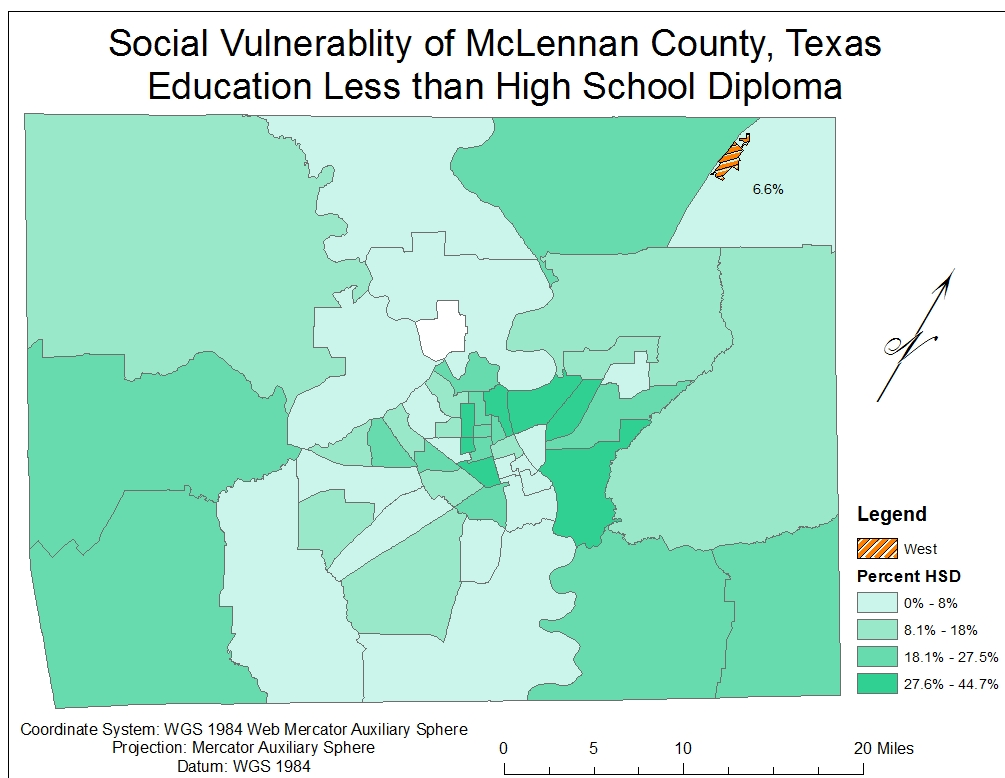 Social Vulnerablity of McLennan County, Texas
Education Less than High School Diploma
6.6%
Legend
West
Percent HSD
0% - 8%
8.1% - 18%
18.1% - 27.5%
27.6% - 44.7%
Coordinate System: WGS 1984 Web Mercator Auxiliary Sphere
Projection: Mercator Auxiliary Sphere
Datum: WGS 1984
0 5 10 20 Miles